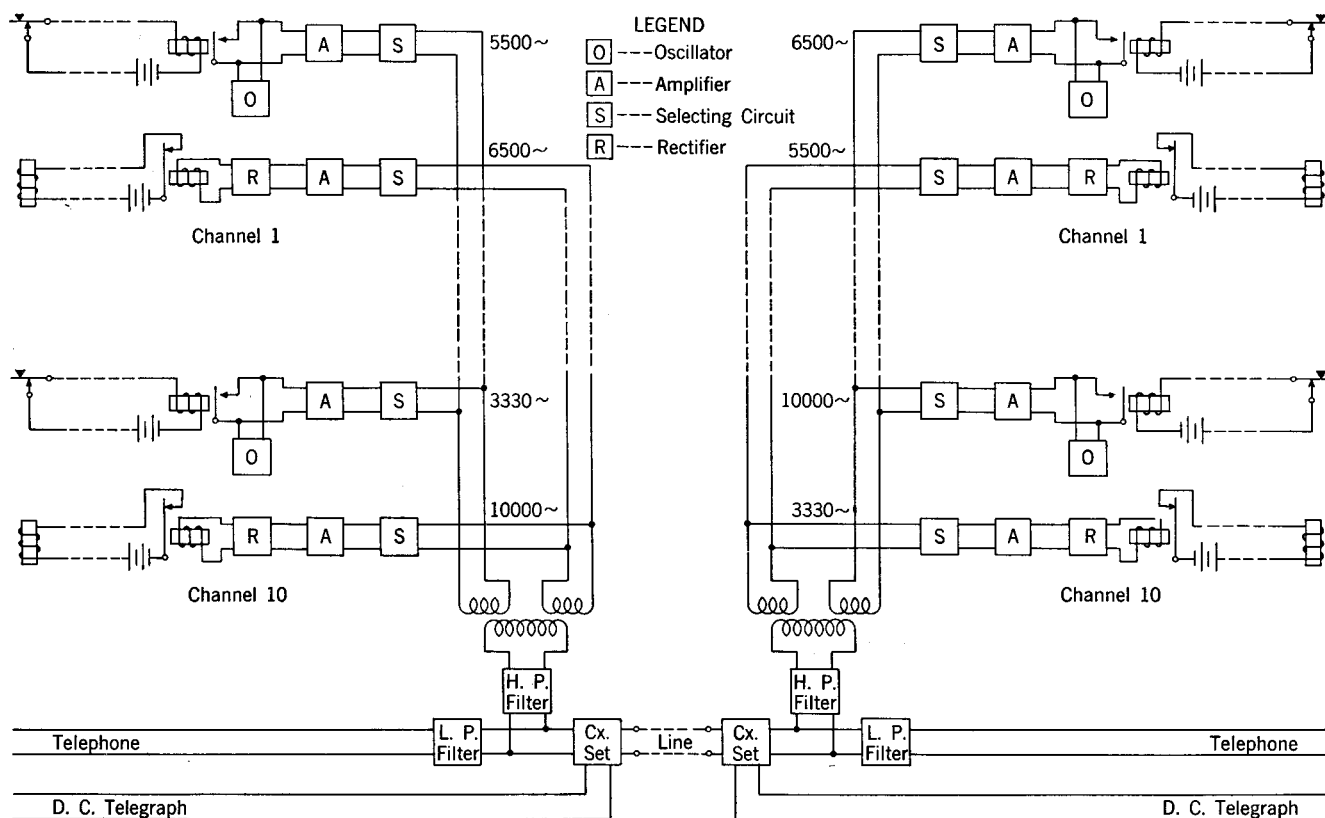 LEGEND
O ---Oscillator
A ---Amplifier
S ---Selecting Circuit
R ---Rectifier
A S 5500~
O
6500~
R A S
Channel 1
A S 3330~
O
10000~
R A S
Channel 10
6500~ S A
O
5500~
S A R
Channel 1
10000~ S A
O
3330~
S A R
Channel 10
H. P.
Filter
H. P.
Filter
Telephone
L. P.
Filter
Cx.
Set
Line
Cx.
Set
L. P.
Filter
Telephone
D. C. Telegraph
D. C. Telegraph